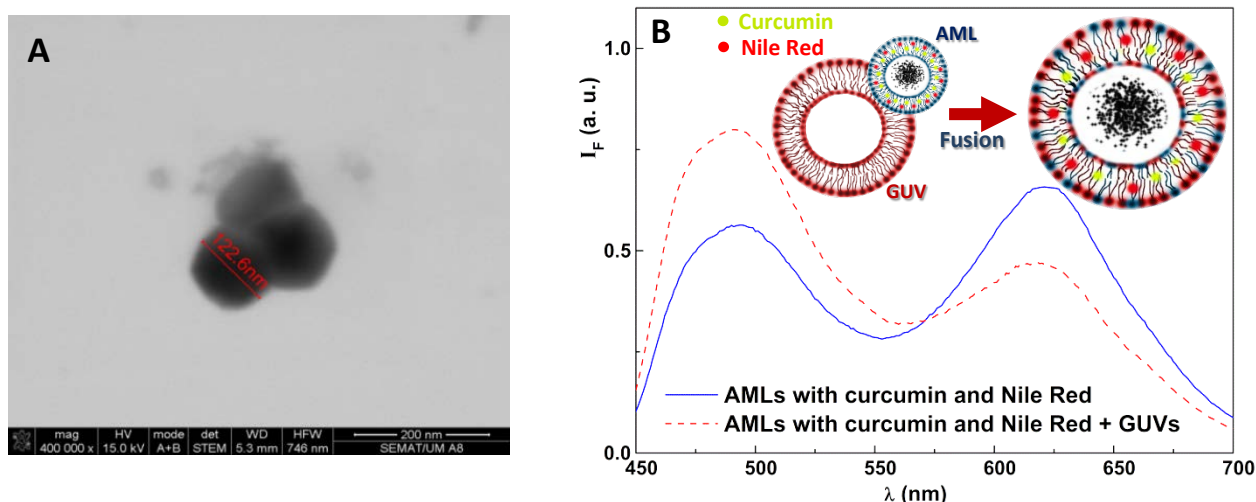 A
122.6nm
mag HV mode det WD HFW
400 000 x 15.0 kV A+B STEM 5.3 mm 746 nm
200 nm
SEMAT/UM A8
B
Curcumin
Nile Red
AML
GUV
Fusion
I_F (a. u.)
1.0
0.5
0.0
AMLs with curcumin and Nile Red
AMLs with curcumin and Nile Red + GUVs
450 500 550 600 650 700
λ (nm)